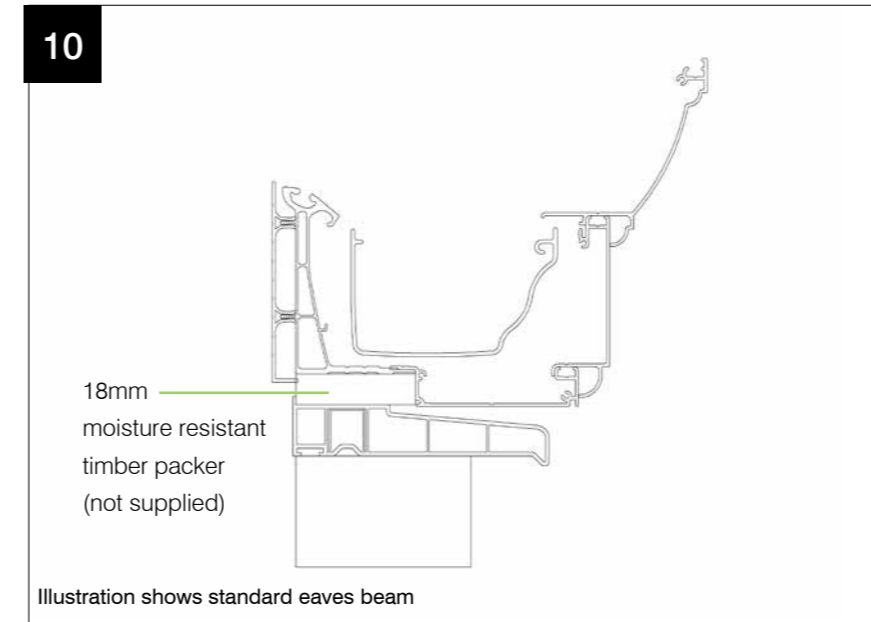 10
18mm
moisture resistant
timber packer
(not supplied)
Illustration shows standard eaves beam